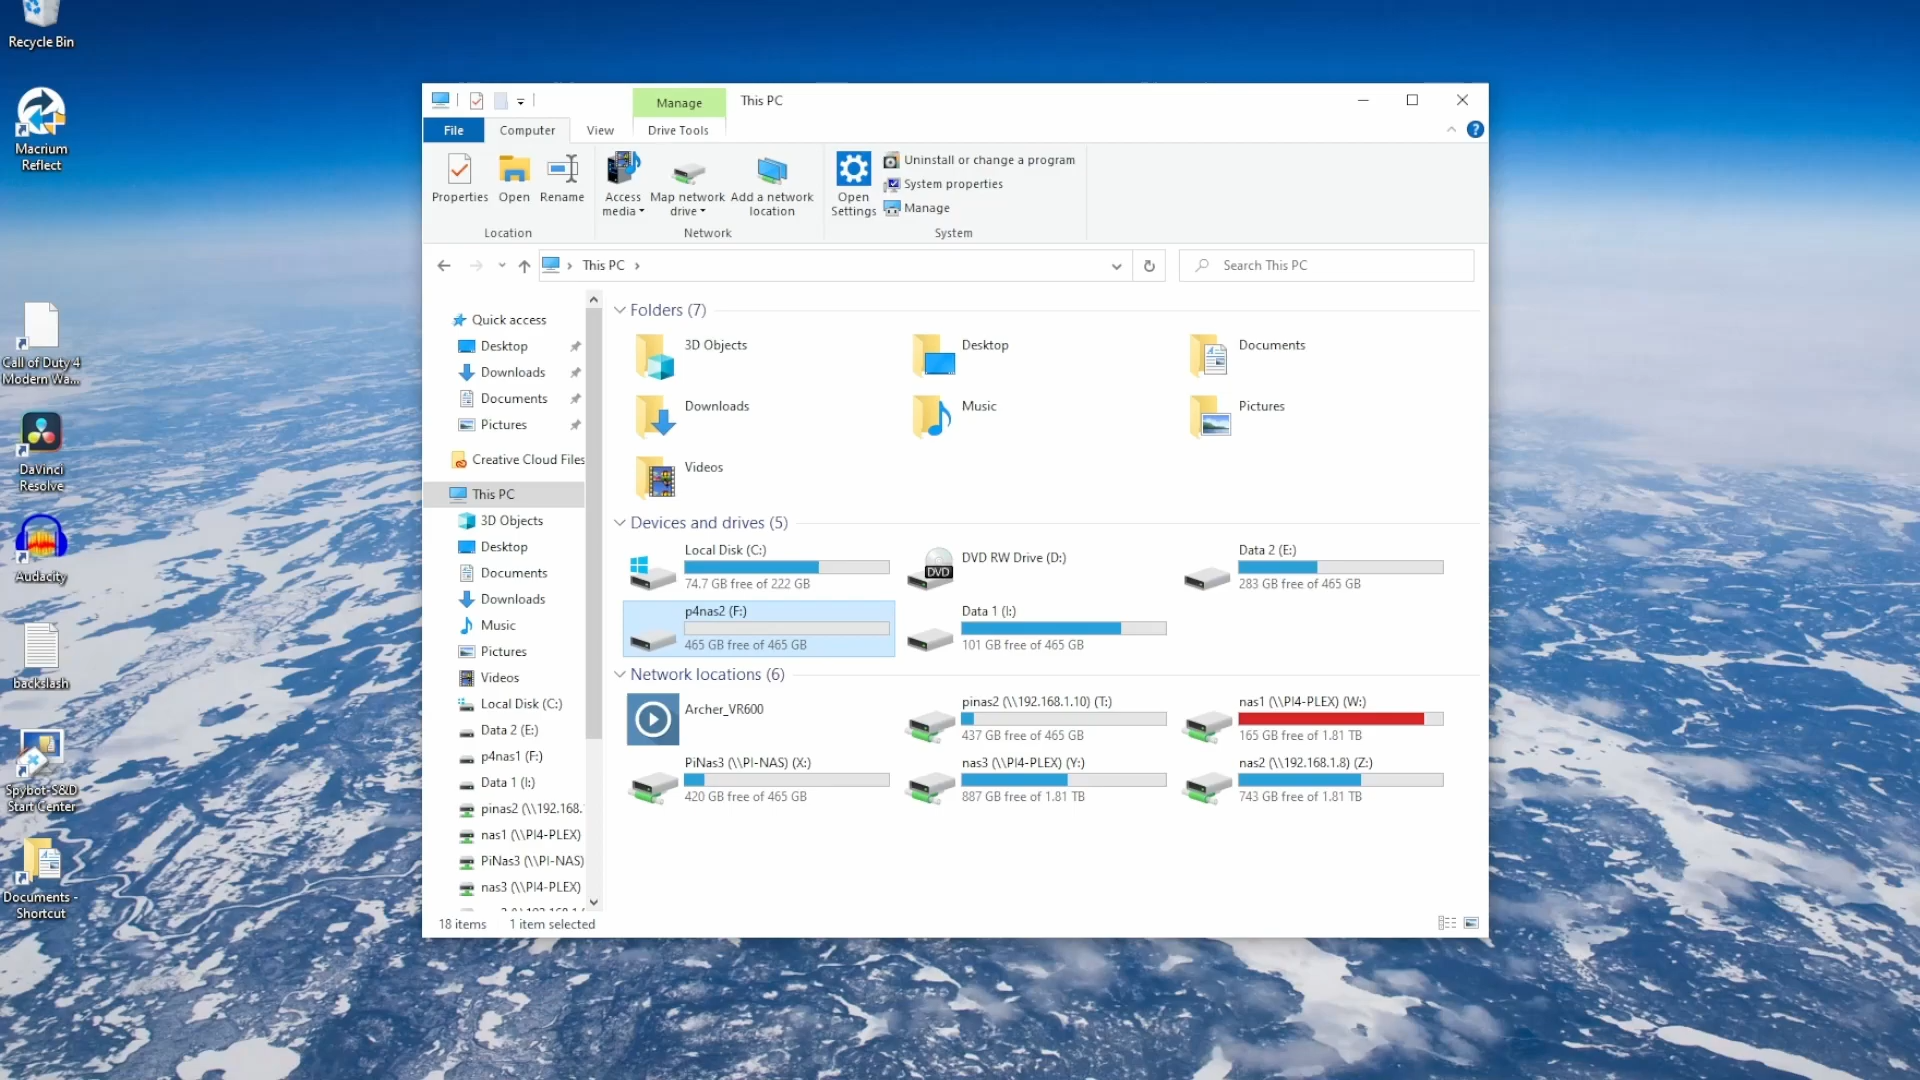 Recycle Bin
Macrium
Reflect
Call of Duty 4
Modern Wa...
DaVinci
Resolve
Audacity
backslash
Spybot-S&D
Start Center
Documents -
Shortcut
Manage
This PC
File
Computer
View
Drive Tools
Properties
Open
Rename
Location
Access
media
Map network
drive
Add a network
location
Network
Open
Settings
Uninstall or change a program
System properties
Manage
System
This PC
Search This PC
Quick access
Desktop
Downloads
Documents
Pictures
Creative Cloud Files
This PC
3D Objects
Desktop
Documents
Downloads
Music
Pictures
Videos
Local Disk (C:)
Data 2 (E:)
p4nas1 (F:)
Data 1 (I:)
pinas2 (\\192.168.
nas1 (\\PI4-PLEX)
PiNas3 (\\PI-NAS)
nas3 (\\PI4-PLEX)
Folders (7)
3D Objects
Desktop
Documents
Downloads
Music
Pictures
Videos
Devices and drives (5)
Local Disk (C:)
74.7 GB free of 222 GB
DVD RW Drive (D:)
DVD
Data 2 (E:)
283 GB free of 465 GB
p4nas2 (F:)
465 GB free of 465 GB
Data 1 (I:)
101 GB free of 465 GB
Network locations (6)
Archer_VR600
pinas2 (\\192.168.1.10) (T:)
437 GB free of 465 GB
nas1 (\\PI4-PLEX) (W:)
165 GB free of 1.81 TB
PiNas3 (\\PI-NAS) (X:)
420 GB free of 465 GB
nas3 (\\PI4-PLEX) (Y:)
887 GB free of 1.81 TB
nas2 (\\192.168.1.8) (Z:)
743 GB free of 1.81 TB
18 items
1 item selected